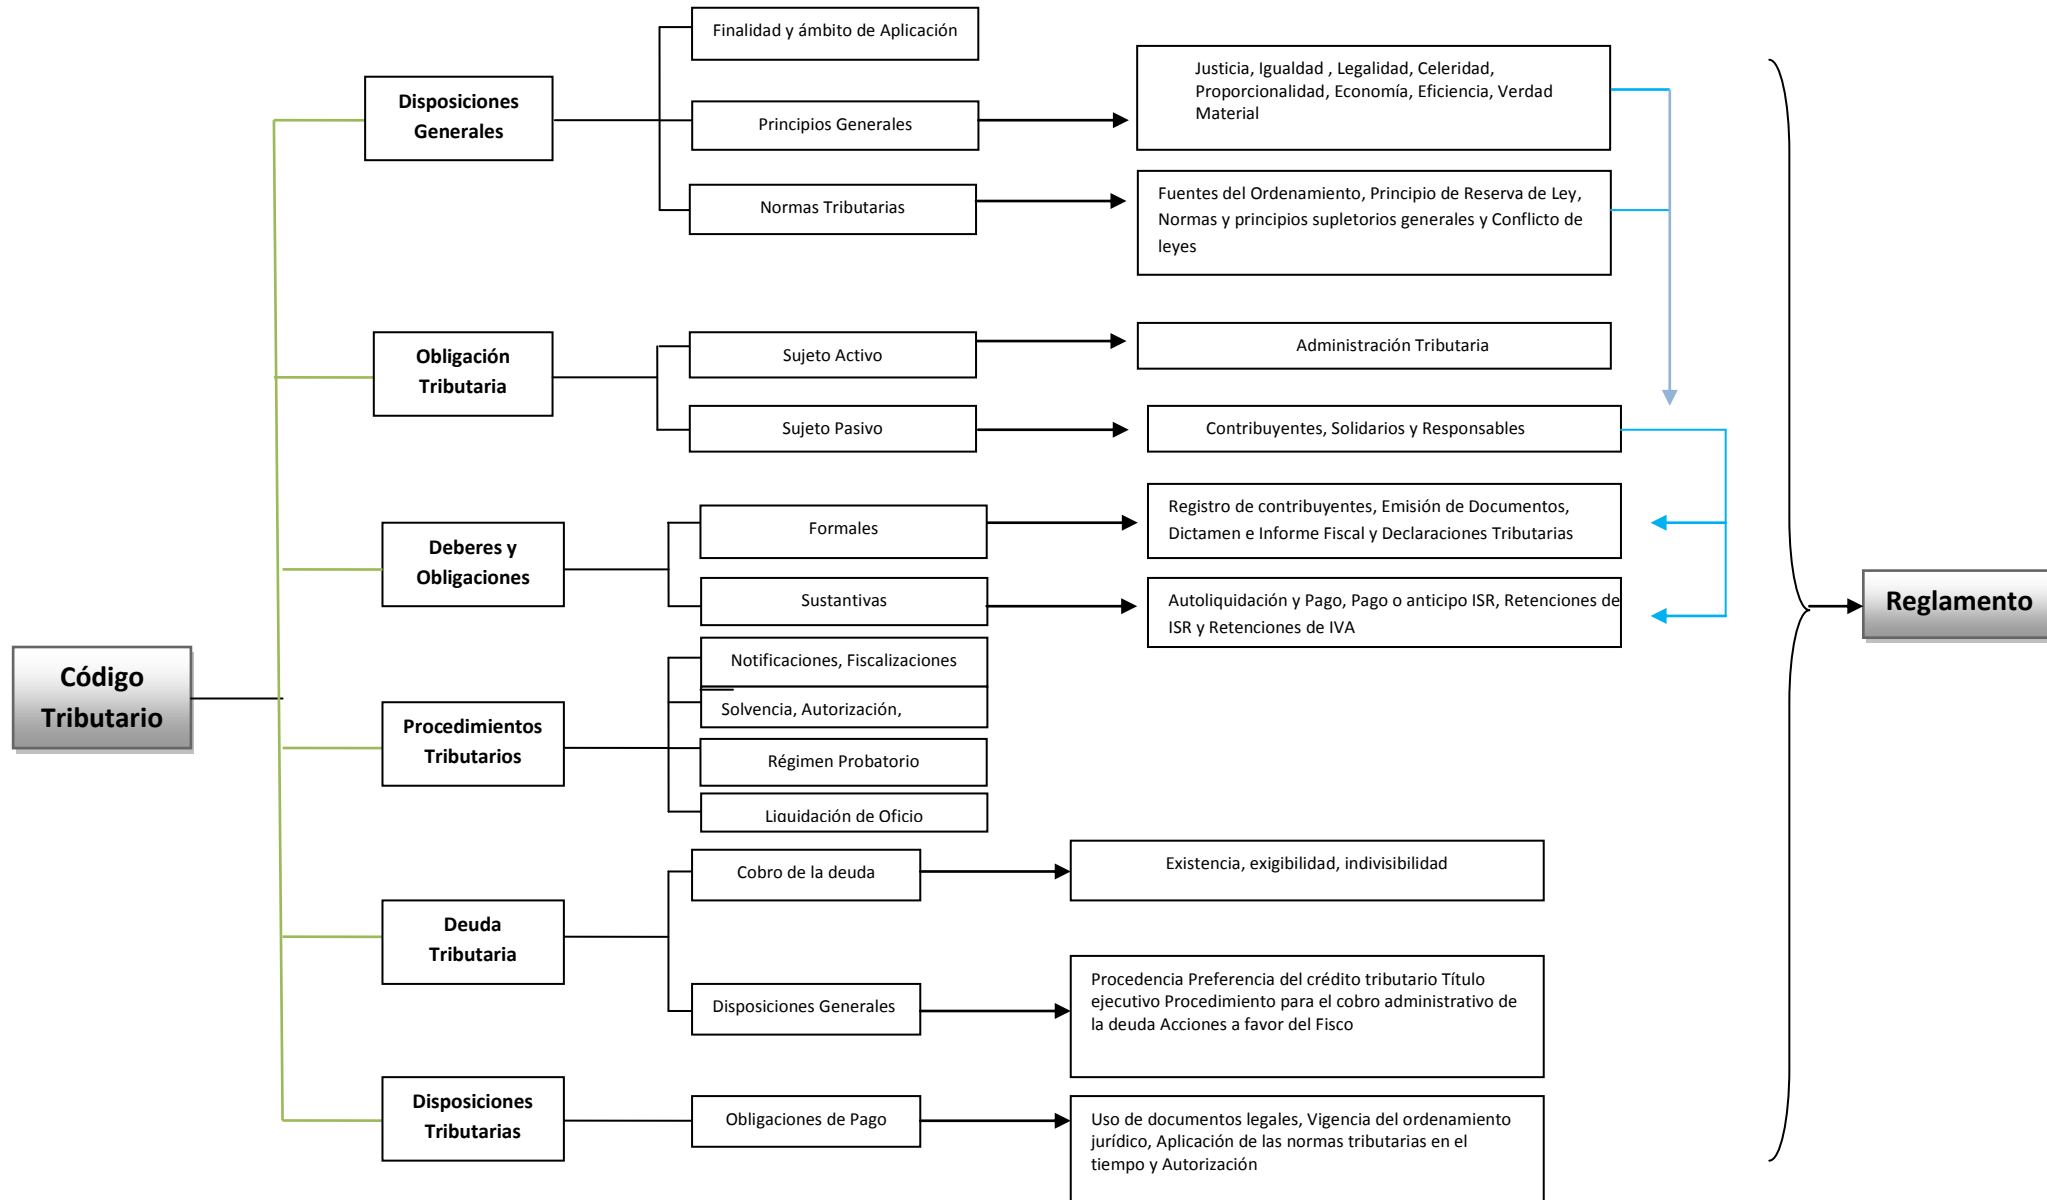 Código
Tributario
Disposiciones
Generales
Finalidad y ámbito de Aplicación
Principios Generales
Justicia, Igualdad , Legalidad, Celeridad,
Proporcionalidad, Economía, Eficiencia, Verdad
Material
Normas Tributarias
Fuentes del Ordenamiento, Principio de Reserva de Ley,
Normas y principios supletorios generales y Conflicto de
leyes
Obligación
Tributaria
Sujeto Activo
Administración Tributaria
Sujeto Pasivo
Contribuyentes, Solidarios y Responsables
Deberes y
Obligaciones
Formales
Registro de contribuyentes, Emisión de Documentos,
Dictamen e Informe Fiscal y Declaraciones Tributarias
Sustantivas
Autoliquidación y Pago, Pago o anticipo ISR, Retenciones de
ISR y Retenciones de IVA
Procedimientos
Tributarios
Notificaciones, Fiscalizaciones
Solvencia, Autorización,
Régimen Probatorio
Liquidación de Oficio
Deuda
Tributaria
Cobro de la deuda
Existencia, exigibilidad, indivisibilidad
Disposiciones Generales
Procedencia Preferencia del crédito tributario Título
ejecutivo Procedimiento para el cobro administrativo de
la deuda Acciones a favor del Fisco
Disposiciones
Tributarias
Obligaciones de Pago
Uso de documentos legales, Vigencia del ordenamiento
jurídico, Aplicación de las normas tributarias en el
tiempo y Autorización
Reglamento